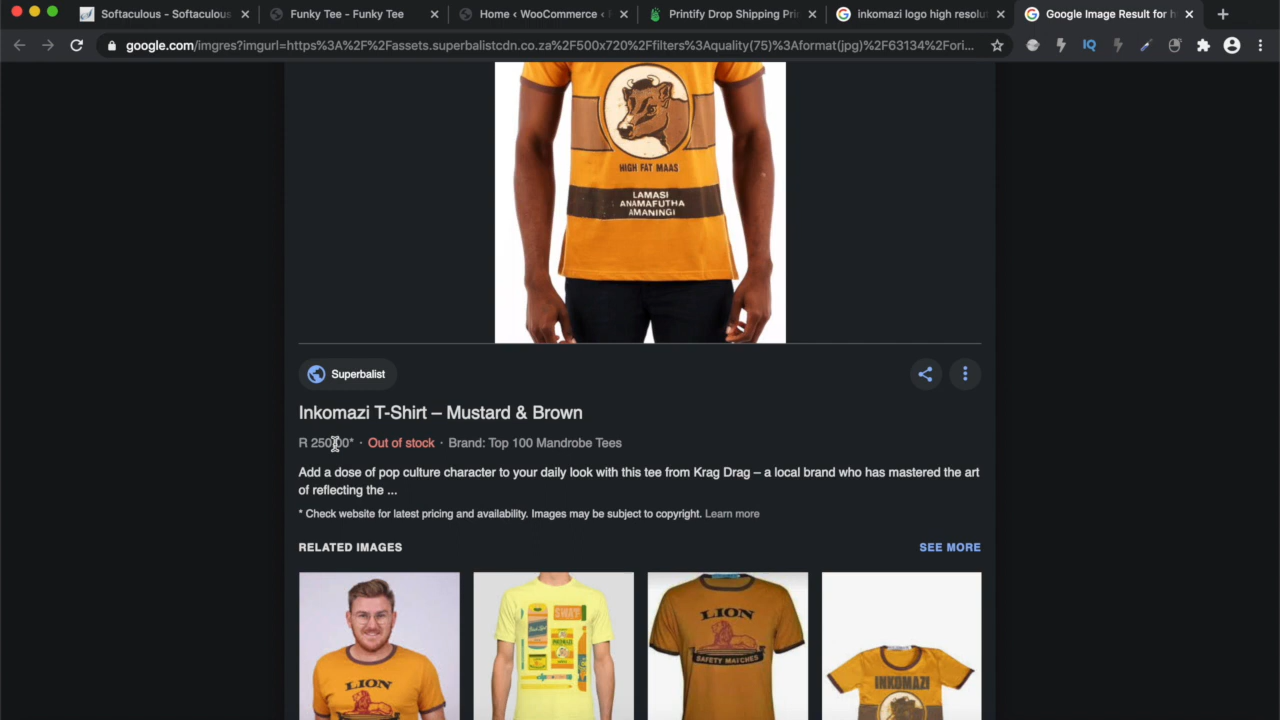 Softaculous - Softaculous
Funky Tee - Funky Tee
Home ‹ WooCommerce ‹
Printify Drop Shipping Pri
inkomazi logo high resolut
Google Image Result for h
google.com/imgres?imgurl=https%3A%2F%2Fassets.superbalistcdn.co.za%2F500x720%2Ffilters%3Aquality(75)%3Aformat(jpg)%2F63134%2Fori...
IQ
HIGH FAT MAAS
LAMASI
ANAMAFUTHA
AMANINGI
Superbalist
Inkomazi T-Shirt – Mustard & Brown
R 250.00* · Out of stock · Brand: Top 100 Mandrobe Tees
Add a dose of pop culture character to your daily look with this tee from Krag Drag – a local brand who has mastered the art
of reflecting the ...
* Check website for latest pricing and availability. Images may be subject to copyright. Learn more
RELATED IMAGES
SEE MORE
LION
SWAN
INKOMAZI
LION
SAFETY MATCHES
INKOMAZI